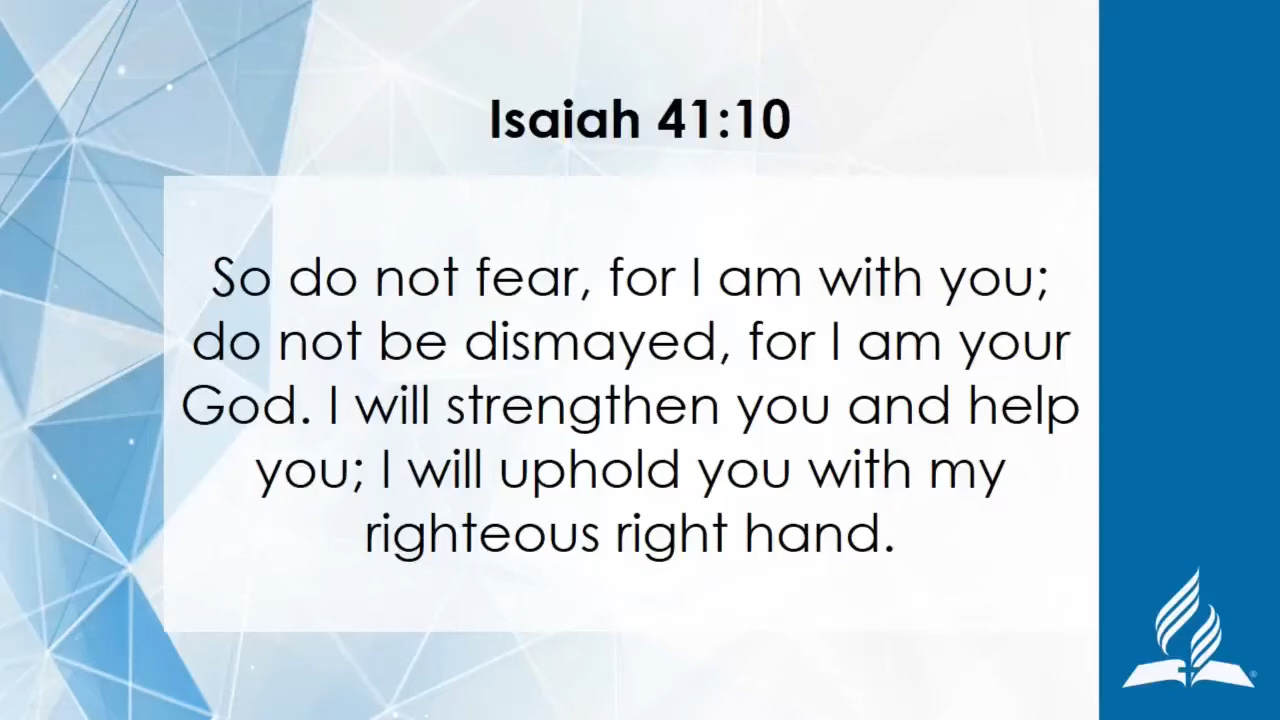 Isaiah 41:10
So do not fear, for I am with you;
do not be dismayed, for I am your
God. I will strengthen you and help
you; I will uphold you with my
righteous right hand.